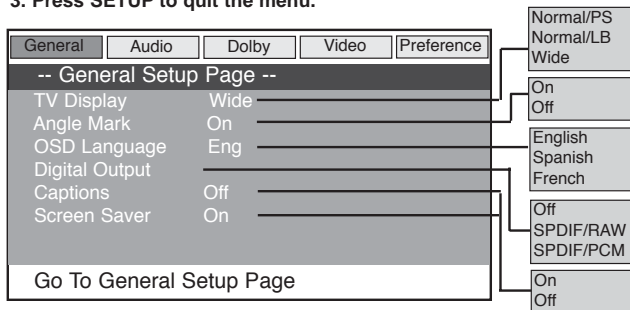 3. Press SETUP to quit the menu.
General Audio Dolby Video Preference
-- General Setup Page --
TV Display Wide
Angle Mark On
OSD Language Eng
Digital Output
Captions Off
Screen Saver On
Go To General Setup Page
Normal/PS
Normal/LB
Wide
On
Off
English
Spanish
French
Off
SPDIF/RAW
SPDIF/PCM
On
Off